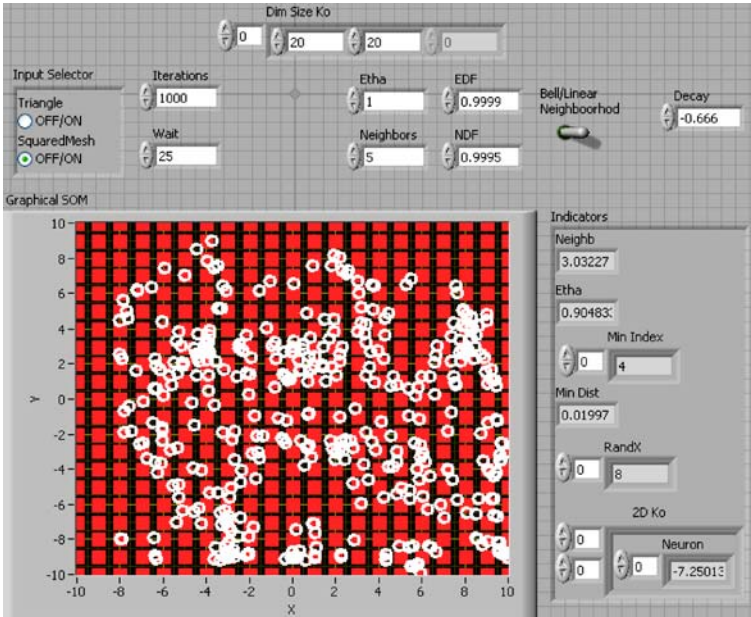 Dim Size Ko
0 20 20 0
Input Selector
Triangle
OFF/ON
SquaredMesh
OFF/ON
Iterations
1000
Wait
25
Etha
1
EDF
0.9999
Neighbors
5
NDF
0.9995
Bell/Linear
Neighboorhod
Decay
-0.666
Graphical SOM
10
8
6
4
2
0
-2
-4
-6
-8
-10
Y
-10 -8 -6 -4 -2 0 2 4 6 8 10
X
Indicators
Neighb
3.03227
Etha
0.90483
Min Index
0 4
Min Dist
0.01997
RandX
0 8
2D Ko
0
0
Neuron
0 -7.25013